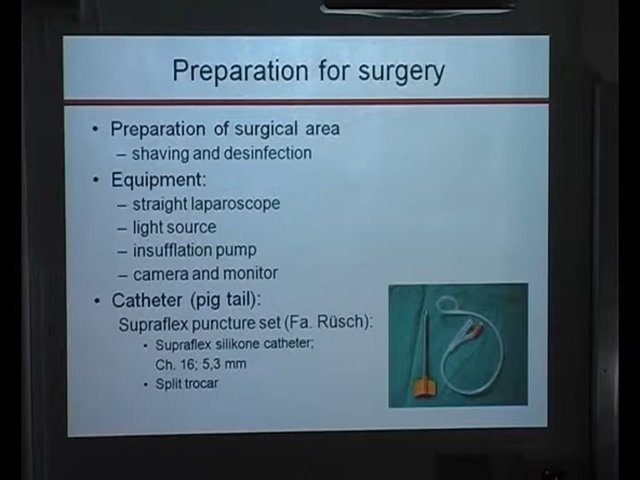 Preparation for surgery
• Preparation of surgical area
– shaving and desinfection
• Equipment:
– straight laparoscope
– light source
– insufflation pump
– camera and monitor
• Catheter (pig tail):
Supraflex puncture set (Fa. Rüsch):
• Supraflex silikone catheter;
Ch. 16; 5,3 mm
• Split trocar